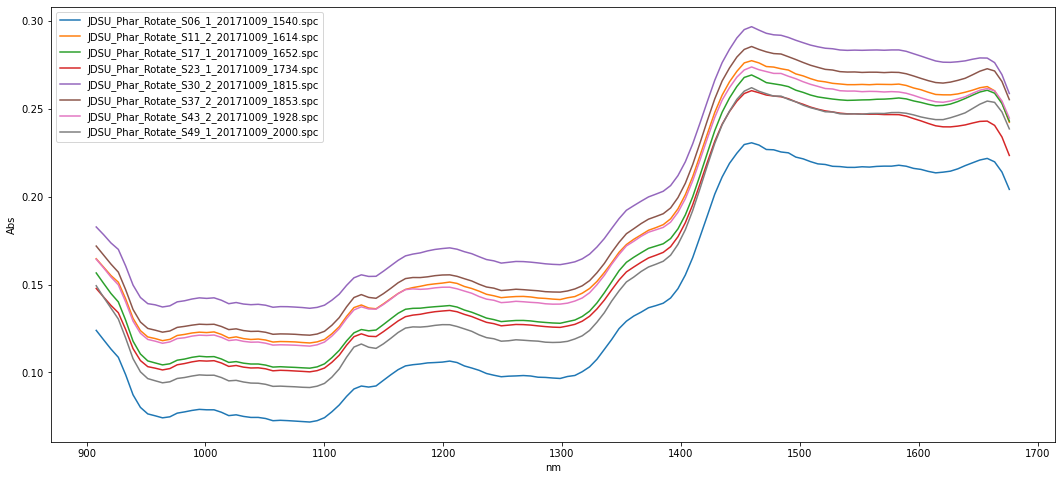 0.30
0.25
0.20
0.15
0.10
Abs
JDSU_Phar_Rotate_S06_1_20171009_1540.spc
JDSU_Phar_Rotate_S11_2_20171009_1614.spc
JDSU_Phar_Rotate_S17_1_20171009_1652.spc
JDSU_Phar_Rotate_S23_1_20171009_1734.spc
JDSU_Phar_Rotate_S30_2_20171009_1815.spc
JDSU_Phar_Rotate_S37_2_20171009_1853.spc
JDSU_Phar_Rotate_S43_2_20171009_1928.spc
JDSU_Phar_Rotate_S49_1_20171009_2000.spc
900 1000 1100 1200 1300 1400 1500 1600 1700
nm